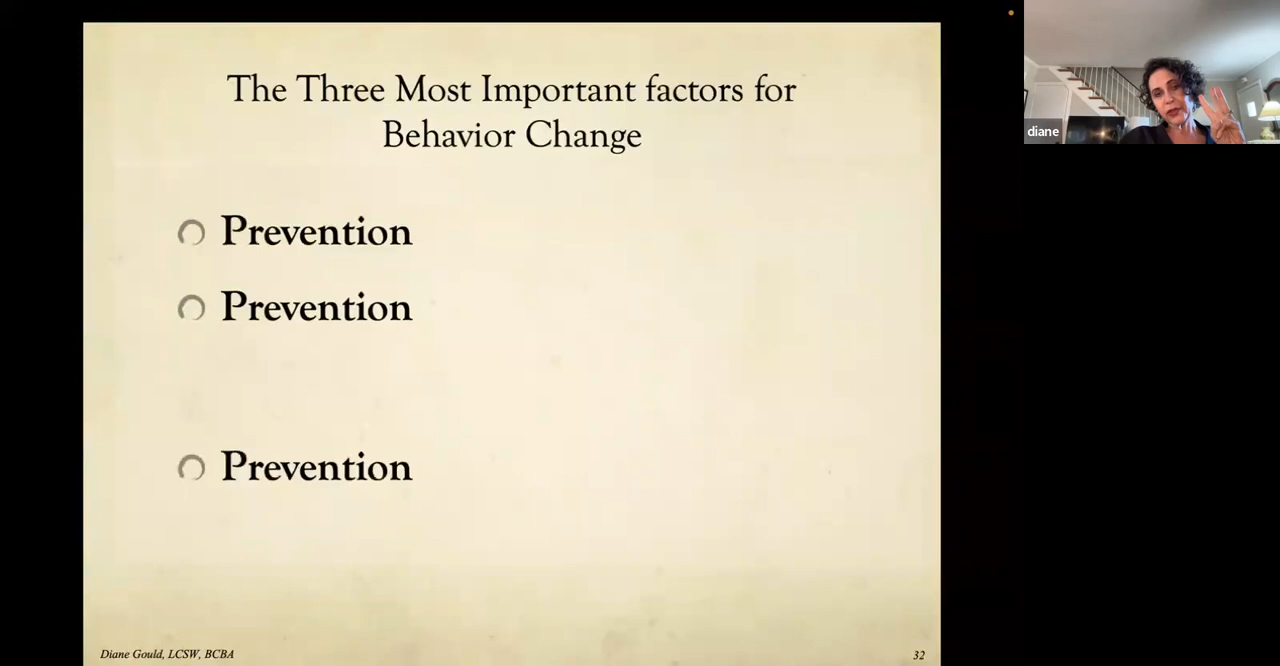 The Three Most Important factors for
Behavior Change
Prevention
Prevention
Prevention
Diane Gould, LCSW, BCBA
32
diane